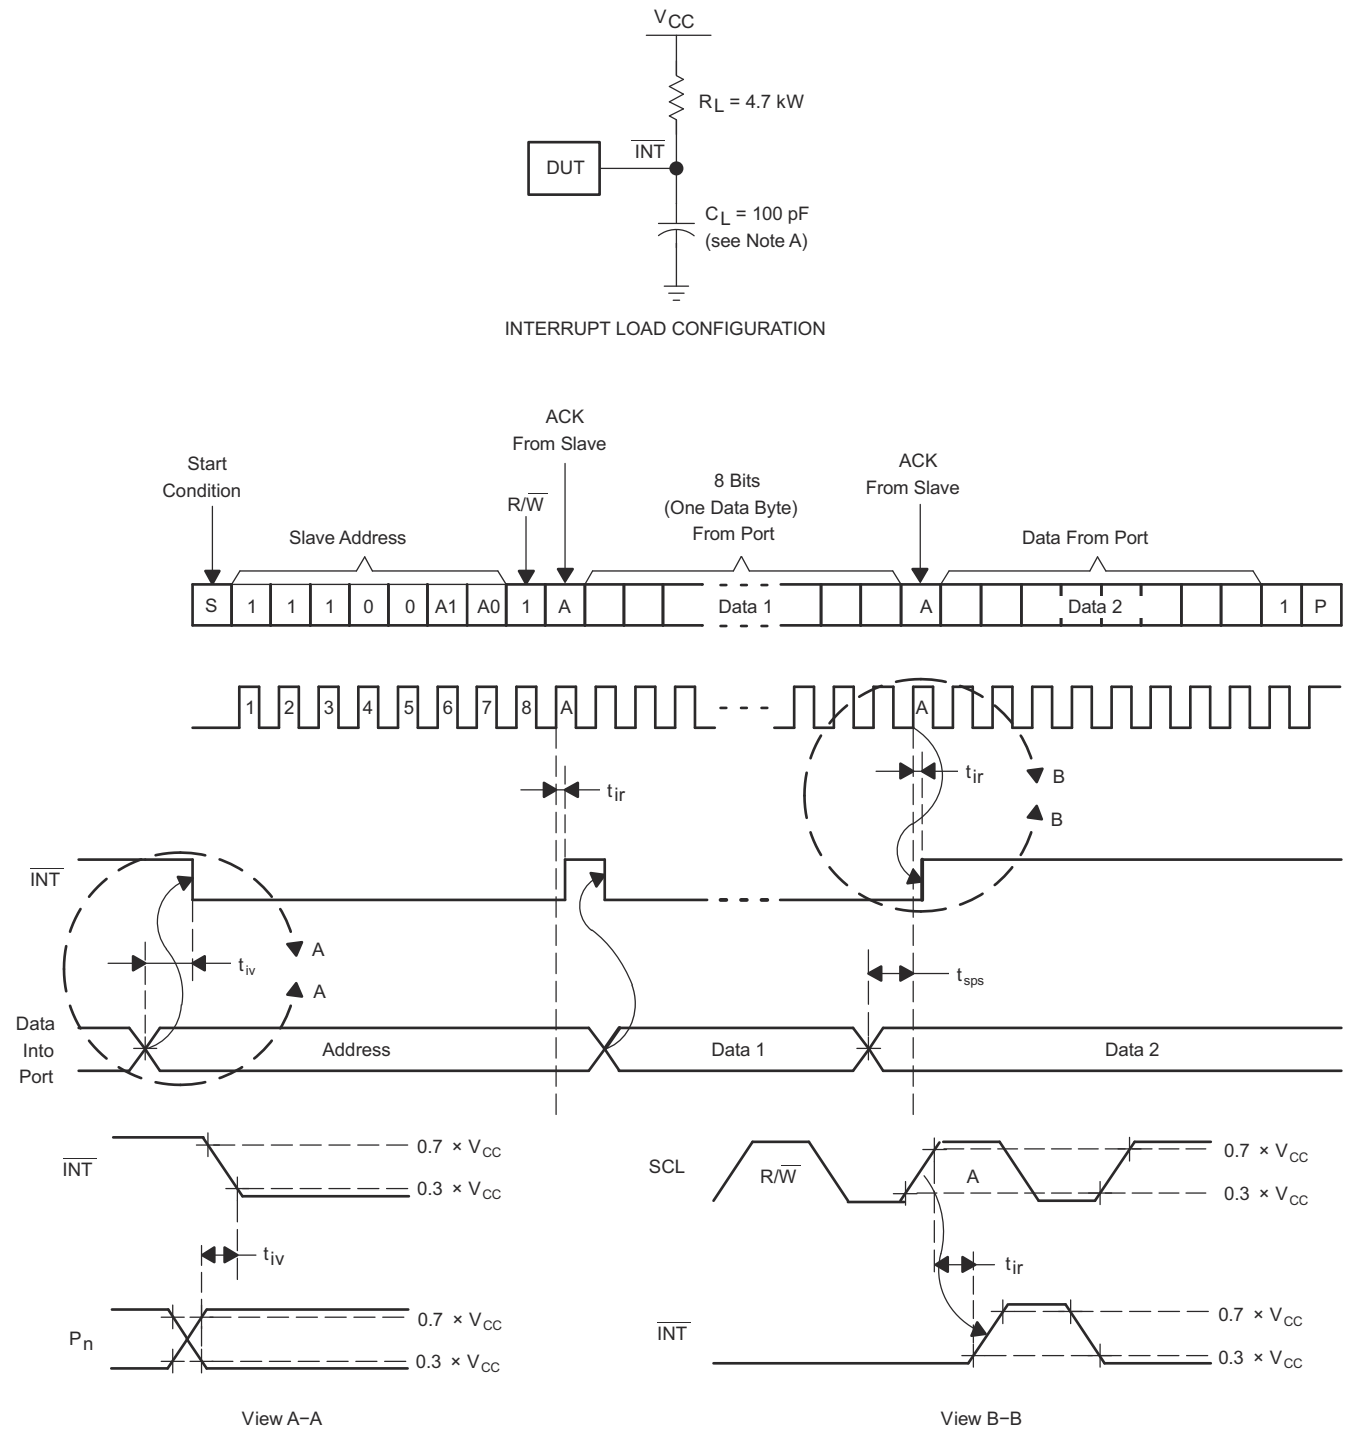 VCC
RL = 4.7 kW
INT
DUT
CL = 100 pF
(see Note A)
INTERRUPT LOAD CONFIGURATION
ACK
From Slave
Start
Condition
R/W
8 Bits
(One Data Byte)
From Port
ACK
From Slave
Slave Address
Data From Port
S 1 1 1 0 0 A1 A0 1 A Data 1 A Data 2 1 P
1 2 3 4 5 6 7 8 A A
tir
tir
B
B
INT
A
tiv
A
tsps
Data
Into
Port
Address
Data 1
Data 2
INT
0.7 × VCC
0.3 × VCC
tiv
Pn
0.7 × VCC
0.3 × VCC
View A−A
SCL
R/W
A
0.7 × VCC
0.3 × VCC
tir
INT
0.7 × VCC
0.3 × VCC
View B−B